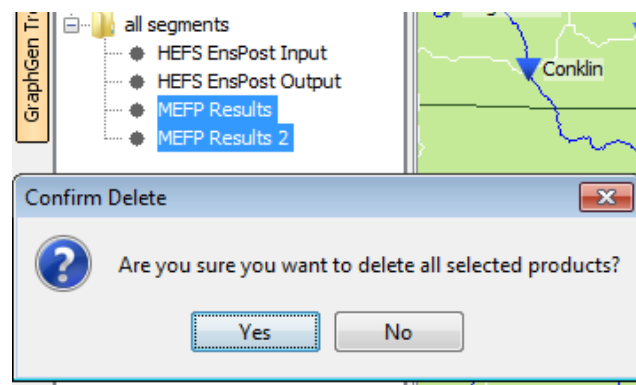 all segments
HEFS EnsPost Input
HEFS EnsPost Output
MEFP Results
MEFP Results 2
GraphGen
Conklin
Confirm Delete
Are you sure you want to delete all selected products?
Yes
No